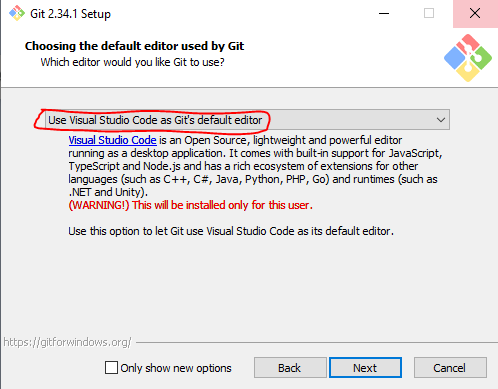 Git 2.34.1 Setup
Choosing the default editor used by Git
Which editor would you like Git to use?
Use Visual Studio Code as Git's default editor
Visual Studio Code is an Open Source, lightweight and powerful editor
running as a desktop application. It comes with built-in support for JavaScript,
TypeScript and Node.js and has a rich ecosystem of extensions for other
languages (such as C++, C#, Java, Python, PHP, Go) and runtimes (such as
.NET and Unity).
(WARNING!) This will be installed only for this user.
Use this option to let Git use Visual Studio Code as its default editor.
https://gitforwindows.org/
Only show new options
Back
Next
Cancel